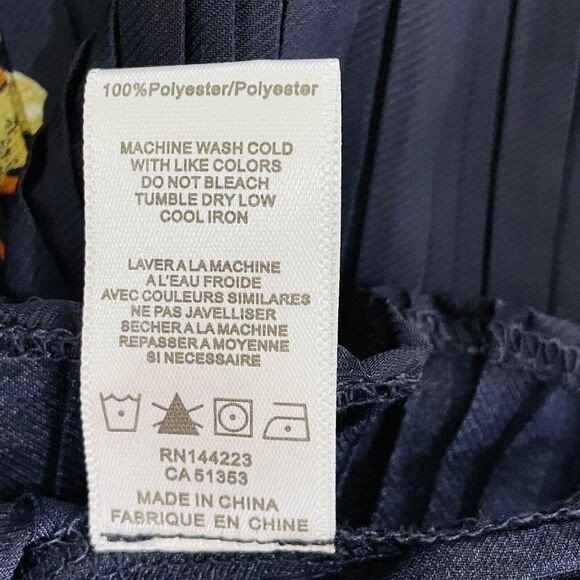 100%Polyester/Polyester
MACHINE WASH COLD
WITH LIKE COLORS
DO NOT BLEACH
TUMBLE DRY LOW
COOL IRON
LAVER A LA MACHINE
A L'EAU FROIDE
AVEC COULEURS SIMILARES
NE PAS JAVELLISER
SECHER A LA MACHINE
REPASSER A MOYENNE
SI NECESSAIRE
RN144223
CA 51353
MADE IN CHINA
FABRIQUE EN CHINE